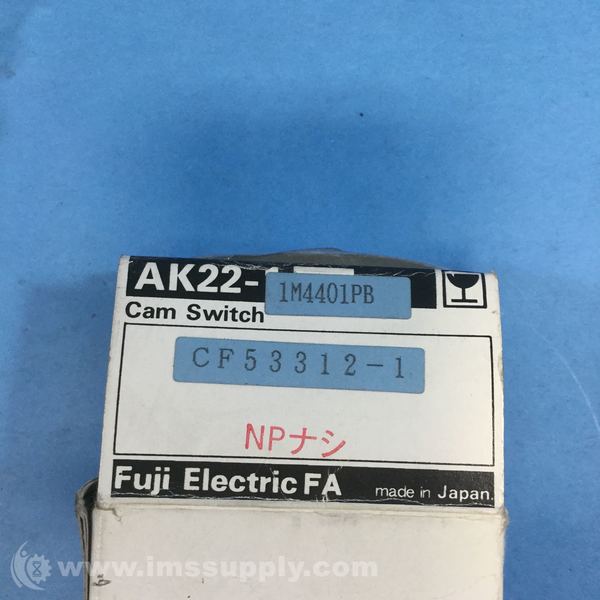 AK22-1M4401PB
Cam Switch
CF53312-1
NPナシ
Fuji Electric FA made in Japan.
www.imssupply.com